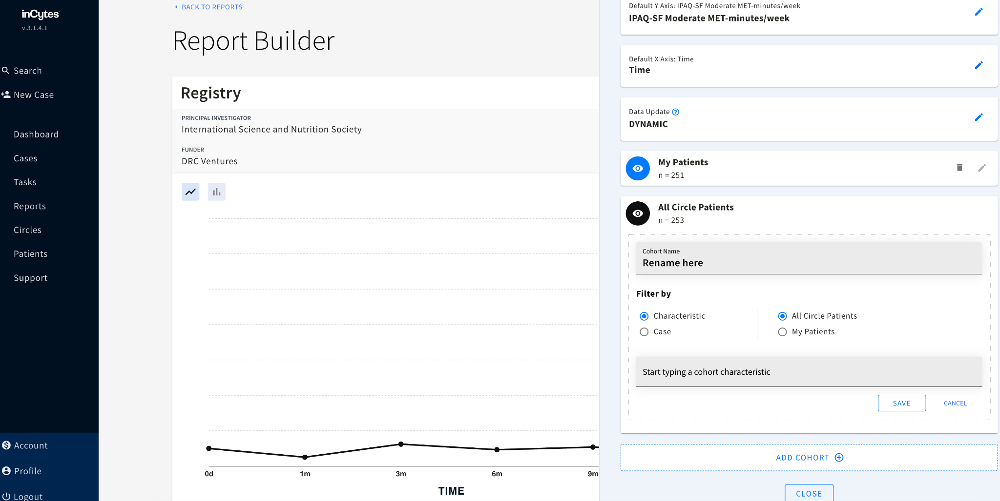 inCytes
v.3.1.4.1
Search
New Case
Dashboard
Cases
Tasks
Reports
Circles
Patients
Support
Account
Profile
Logout
BACK TO REPORTS
Report Builder
Registry
PRINCIPAL INVESTIGATOR
International Science and Nutrition Society
FUNDER
DRC Ventures
0d 1m 3m 6m 9m
TIME
Default Y Axis: IPAQ-SF Moderate MET-minutes/week
IPAQ-SF Moderate MET-minutes/week
Default X Axis: Time
Time
Data Update
DYNAMIC
My Patients
n = 251
All Circle Patients
n = 253
Cohort Name
Rename here
Filter by
Characteristic
Case
All Circle Patients
My Patients
Start typing a cohort characteristic
SAVE CANCEL
ADD COHORT
CLOSE